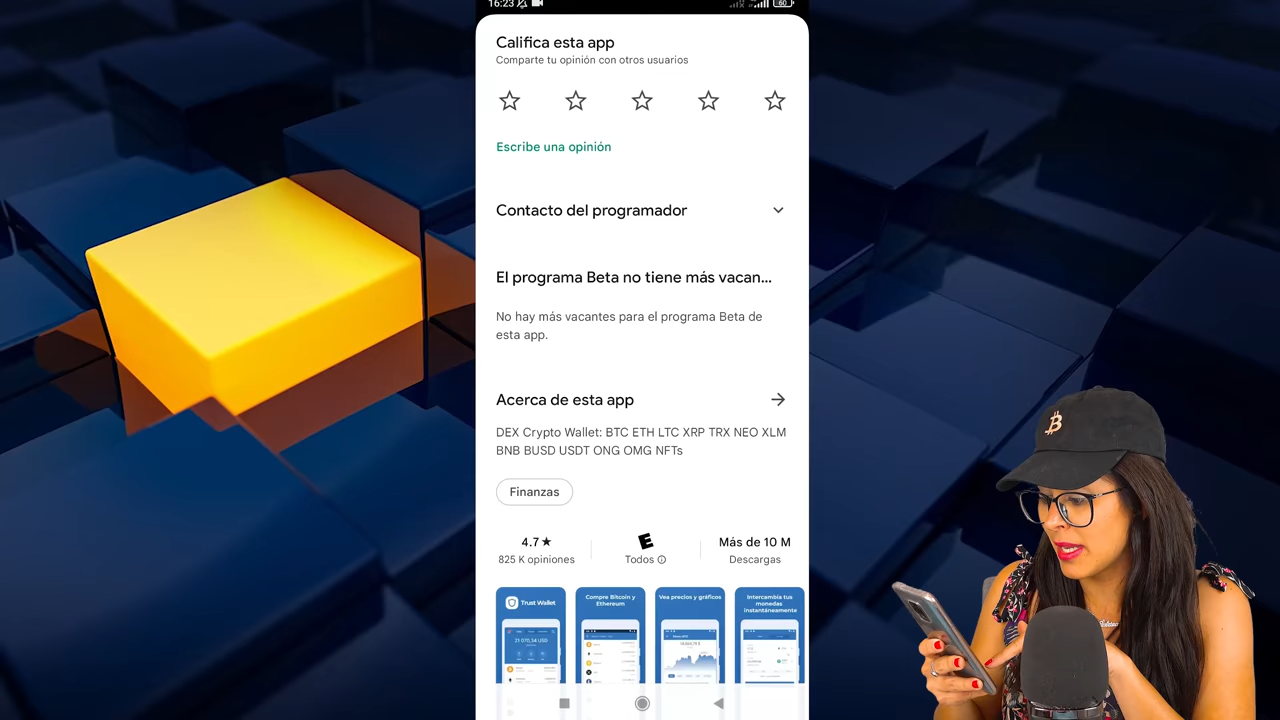 16:23
60
Califica esta app
Comparte tu opinión con otros usuarios
Escribe una opinión
Contacto del programador
El programa Beta no tiene más vacan...
No hay más vacantes para el programa Beta de
esta app.
Acerca de esta app
DEX Crypto Wallet: BTC ETH LTC XRP TRX NEO XLM
BNB BUSD USDT ONG OMG NFTs
Finanzas
4.7★
825 K opiniones
E
Todos
Más de 10 M
Descargas
Trust Wallet
Compre Bitcoin y
Ethereum
Vea precios y gráficos
Intercambia tus
monedas
instantáneamente